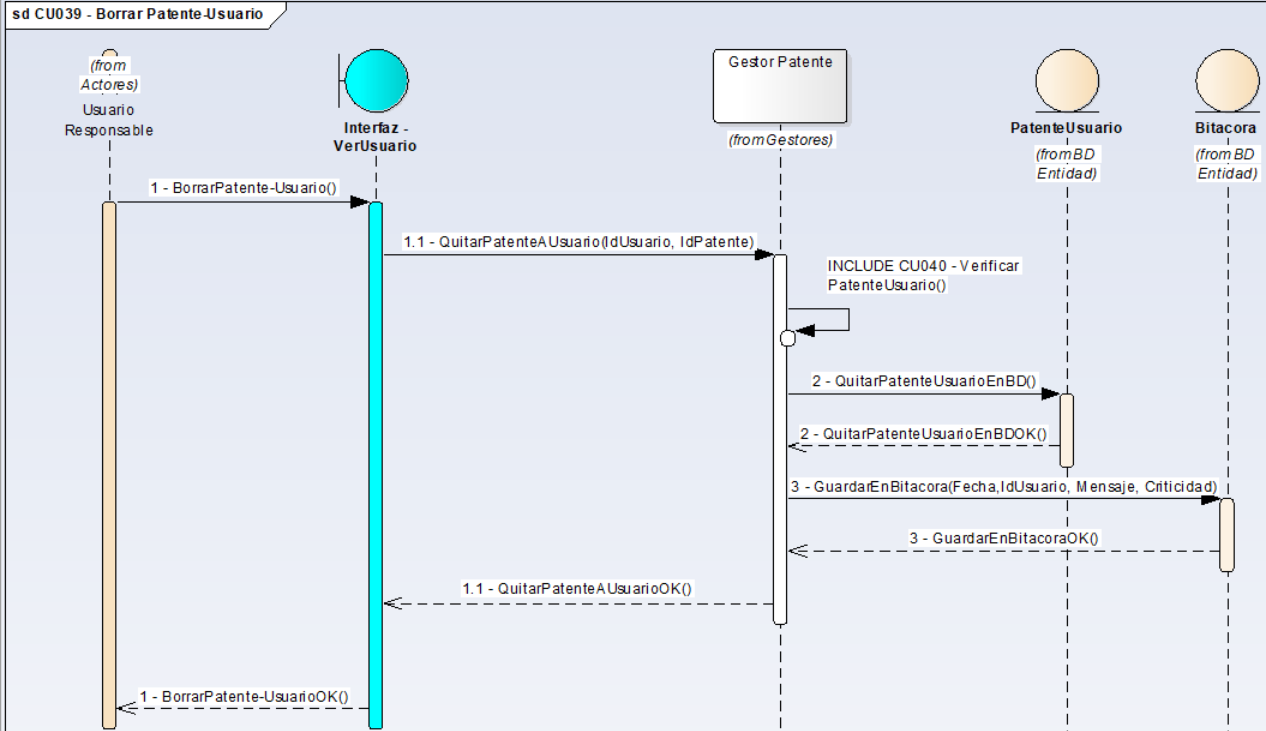 sd CU039 - Borrar Patente-Usuario
(from
Actores)
Usuario
Responsable
Interfaz -
VerUsuario
Gestor Patente
(from Gestores)
PatenteUsuario
(from BD
Entidad)
Bitacora
(from BD
Entidad)
1 - BorrarPatente-Usuario()
1.1 - QuitarPatenteAUsuario(IdUsuario, IdPatente)
INCLUDE CU040 - Verificar
PatenteUsuario()
2 - QuitarPatenteUsuarioEnBD()
2 - QuitarPatenteUsuarioEnBDOK()
3 - GuardarEnBitacora(Fecha,IdUsuario, Mensaje, Criticidad)
3 - GuardarEnBitacoraOK()
1.1 - QuitarPatenteAUsuarioOK()
1 - BorrarPatente-UsuarioOK()